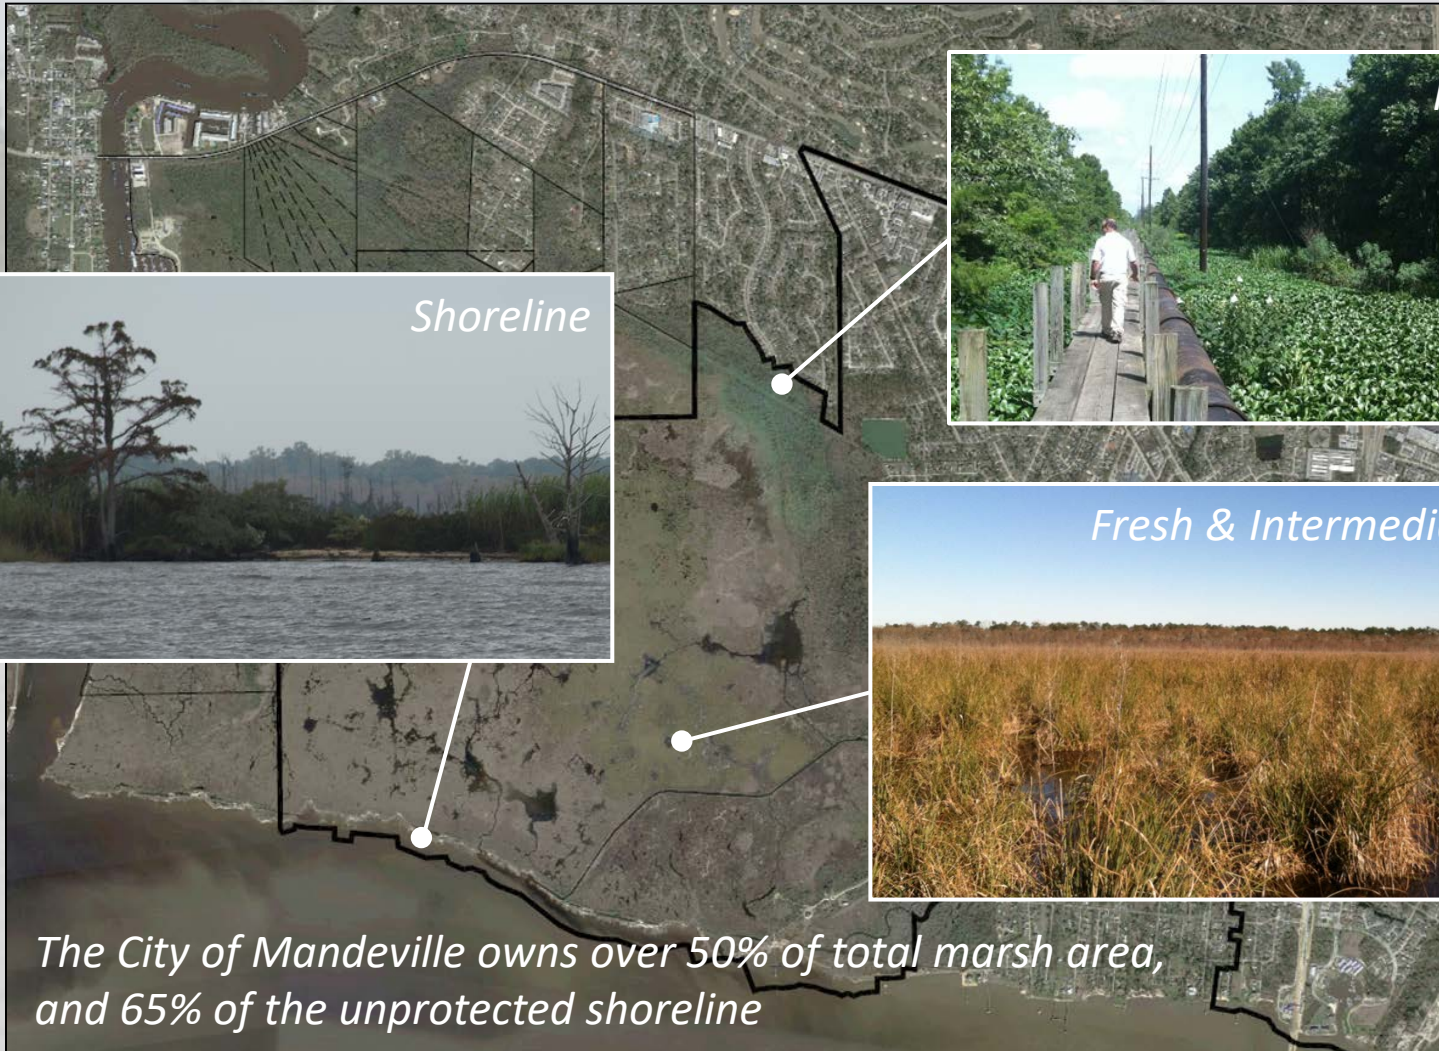 Shoreline
Fresh & Intermedi
The City of Mandeville owns over 50% of total marsh area,
and 65% of the unprotected shoreline